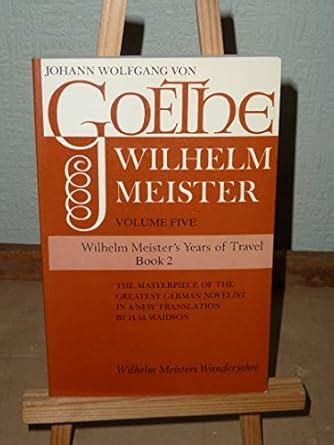 JOHANN WOLFGANG VON
GOETHE
WILHELM
MEISTER
VOLUME FIVE
Wilhelm Meister's Years of Travel
Book 2
THE MASTERPIECE OF THE
GREATEST GERMAN NOVELIST
IN A NEW TRANSLATION
BY H.M. WAIDSON
Wilhelm Meisters Wanderjahre